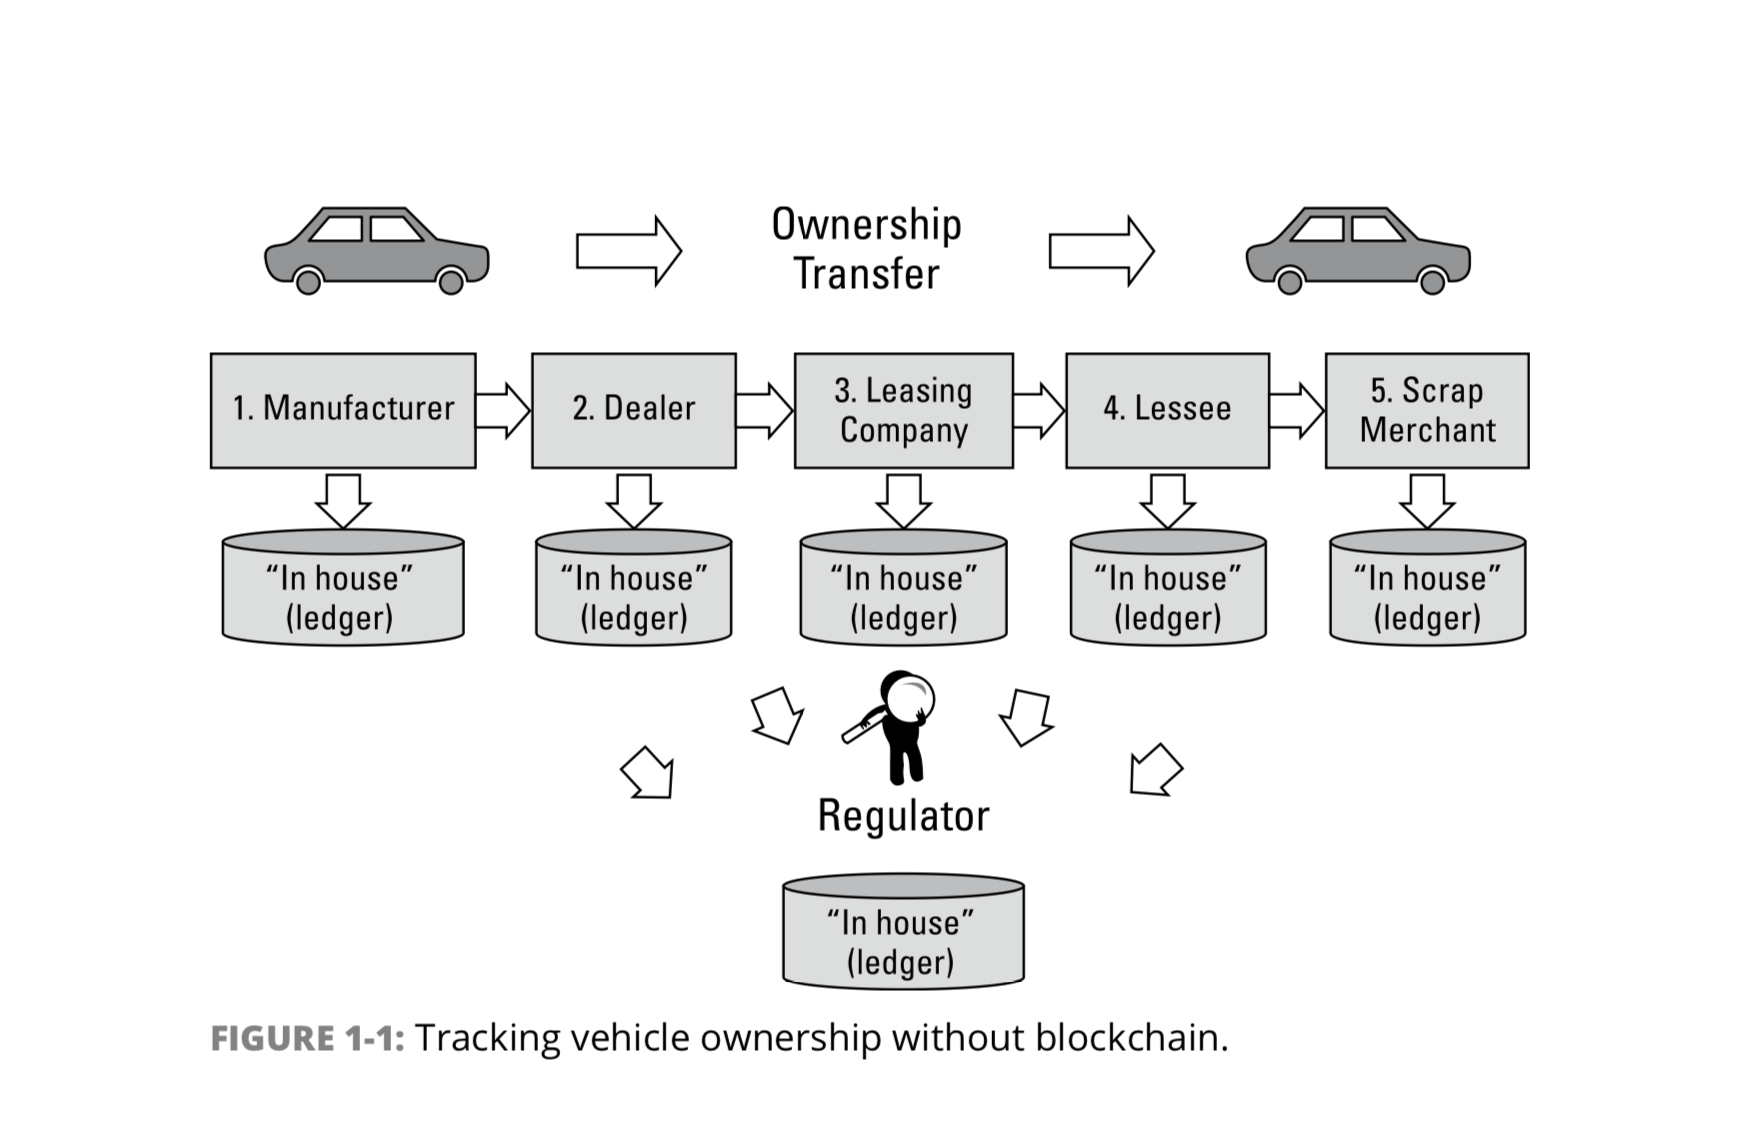 Ownership
Transfer
1. Manufacturer
2. Dealer
3. Leasing
Company
4. Lessee
5. Scrap
Merchant
“In house”
(ledger)
“In house”
(ledger)
“In house”
(ledger)
“In house”
(ledger)
“In house”
(ledger)
Regulator
“In house”
(ledger)
FIGURE 1-1: Tracking vehicle ownership without blockchain.